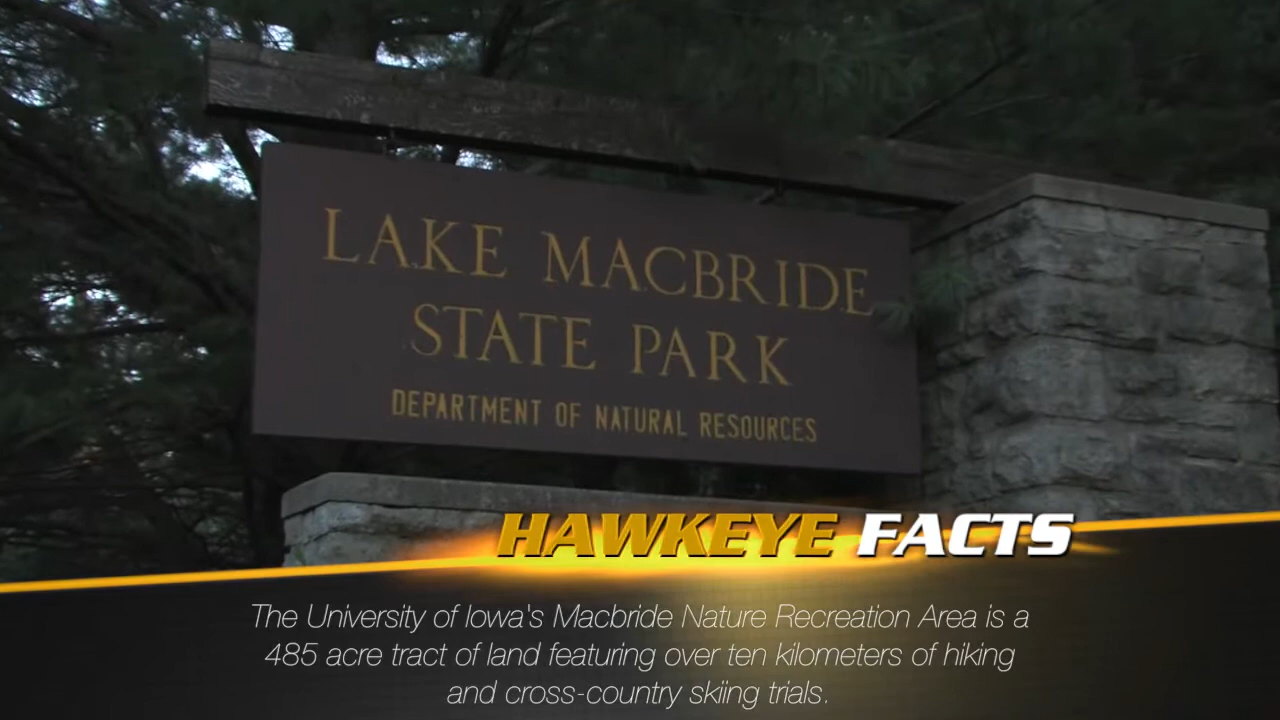 LAKE MACBRIDE
STATE PARK
DEPARTMENT OF NATURAL RESOURCES
HAWKEYE FACTS
The University of Iowa's Macbride Nature Recreation Area is a
485 acre tract of land featuring over ten kilometers of hiking
and cross-country skiing trials.